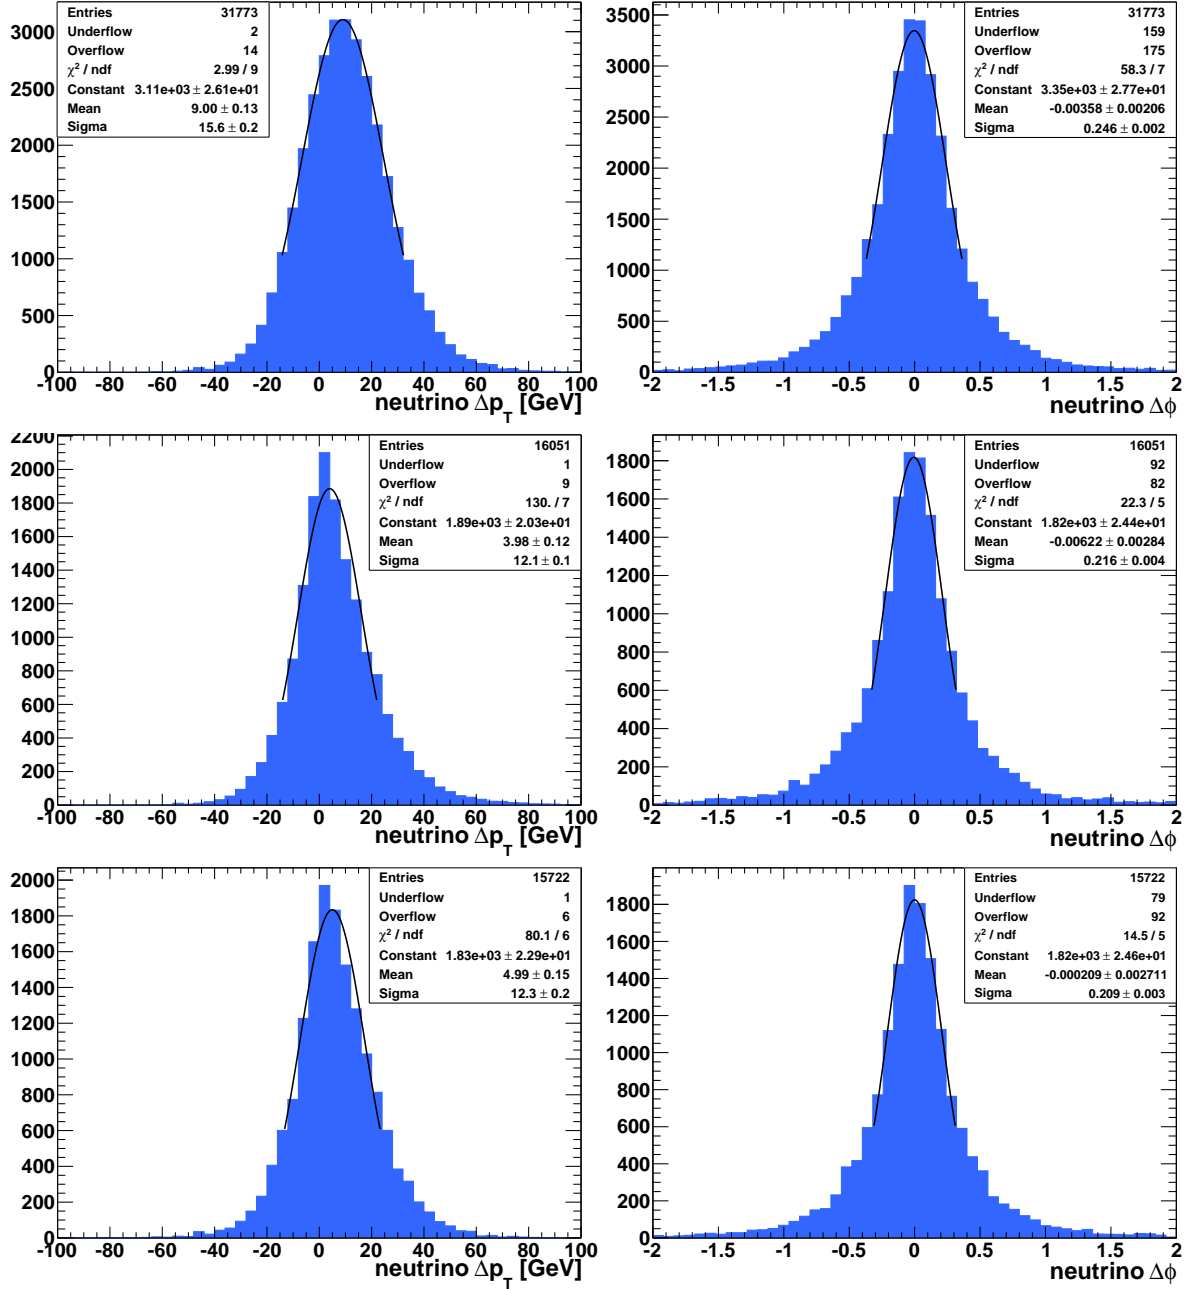 Entries 31773
Underflow 2
Overflow 14
χ² / ndf 2.99 / 9
Constant 3.11e+03 ± 2.61e+01
Mean 9.00 ± 0.13
Sigma 15.6 ± 0.2
3000
2500
2000
1500
1000
500
0
-100 -80 -60 -40 -20 0 20 40 60 80 100
neutrino Δp_T [GeV]
Entries 31773
Underflow 159
Overflow 175
χ² / ndf 58.3 / 7
Constant 3.35e+03 ± 2.77e+01
Mean -0.00358 ± 0.00206
Sigma 0.246 ± 0.002
3500
3000
2500
2000
1500
1000
500
0
-2 -1.5 -1 -0.5 0 0.5 1 1.5 2
neutrino Δϕ
Entries 16051
Underflow 1
Overflow 9
χ² / ndf 130. / 7
Constant 1.89e+03 ± 2.03e+01
Mean 3.98 ± 0.12
Sigma 12.1 ± 0.1
2200
2000
1800
1600
1400
1200
1000
800
600
400
200
0
-100 -80 -60 -40 -20 0 20 40 60 80 100
neutrino Δp_T [GeV]
Entries 16051
Underflow 92
Overflow 82
χ² / ndf 22.3 / 5
Constant 1.82e+03 ± 2.44e+01
Mean -0.00622 ± 0.00284
Sigma 0.216 ± 0.004
1800
1600
1400
1200
1000
800
600
400
200
0
-2 -1.5 -1 -0.5 0 0.5 1 1.5 2
neutrino Δϕ
Entries 15722
Underflow 1
Overflow 6
χ² / ndf 80.1 / 6
Constant 1.83e+03 ± 2.29e+01
Mean 4.99 ± 0.15
Sigma 12.3 ± 0.2
2000
1800
1600
1400
1200
1000
800
600
400
200
0
-100 -80 -60 -40 -20 0 20 40 60 80 100
neutrino Δp_T [GeV]
Entries 15722
Underflow 79
Overflow 92
χ² / ndf 14.5 / 5
Constant 1.82e+03 ± 2.46e+01
Mean -0.000209 ± 0.002711
Sigma 0.209 ± 0.003
1800
1600
1400
1200
1000
800
600
400
200
0
-2 -1.5 -1 -0.5 0 0.5 1 1.5 2
neutrino Δϕ